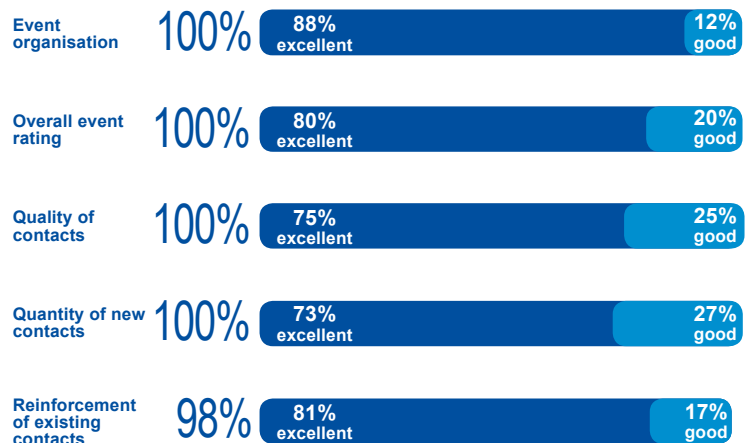 Event
organisation
100%
88%
excellent
12%
good
Overall event
rating
100%
80%
excellent
20%
good
Quality of
contacts
100%
75%
excellent
25%
good
Quantity of new
contacts
100%
73%
excellent
27%
good
Reinforcement
of existing
contacts
98%
81%
excellent
17%
good